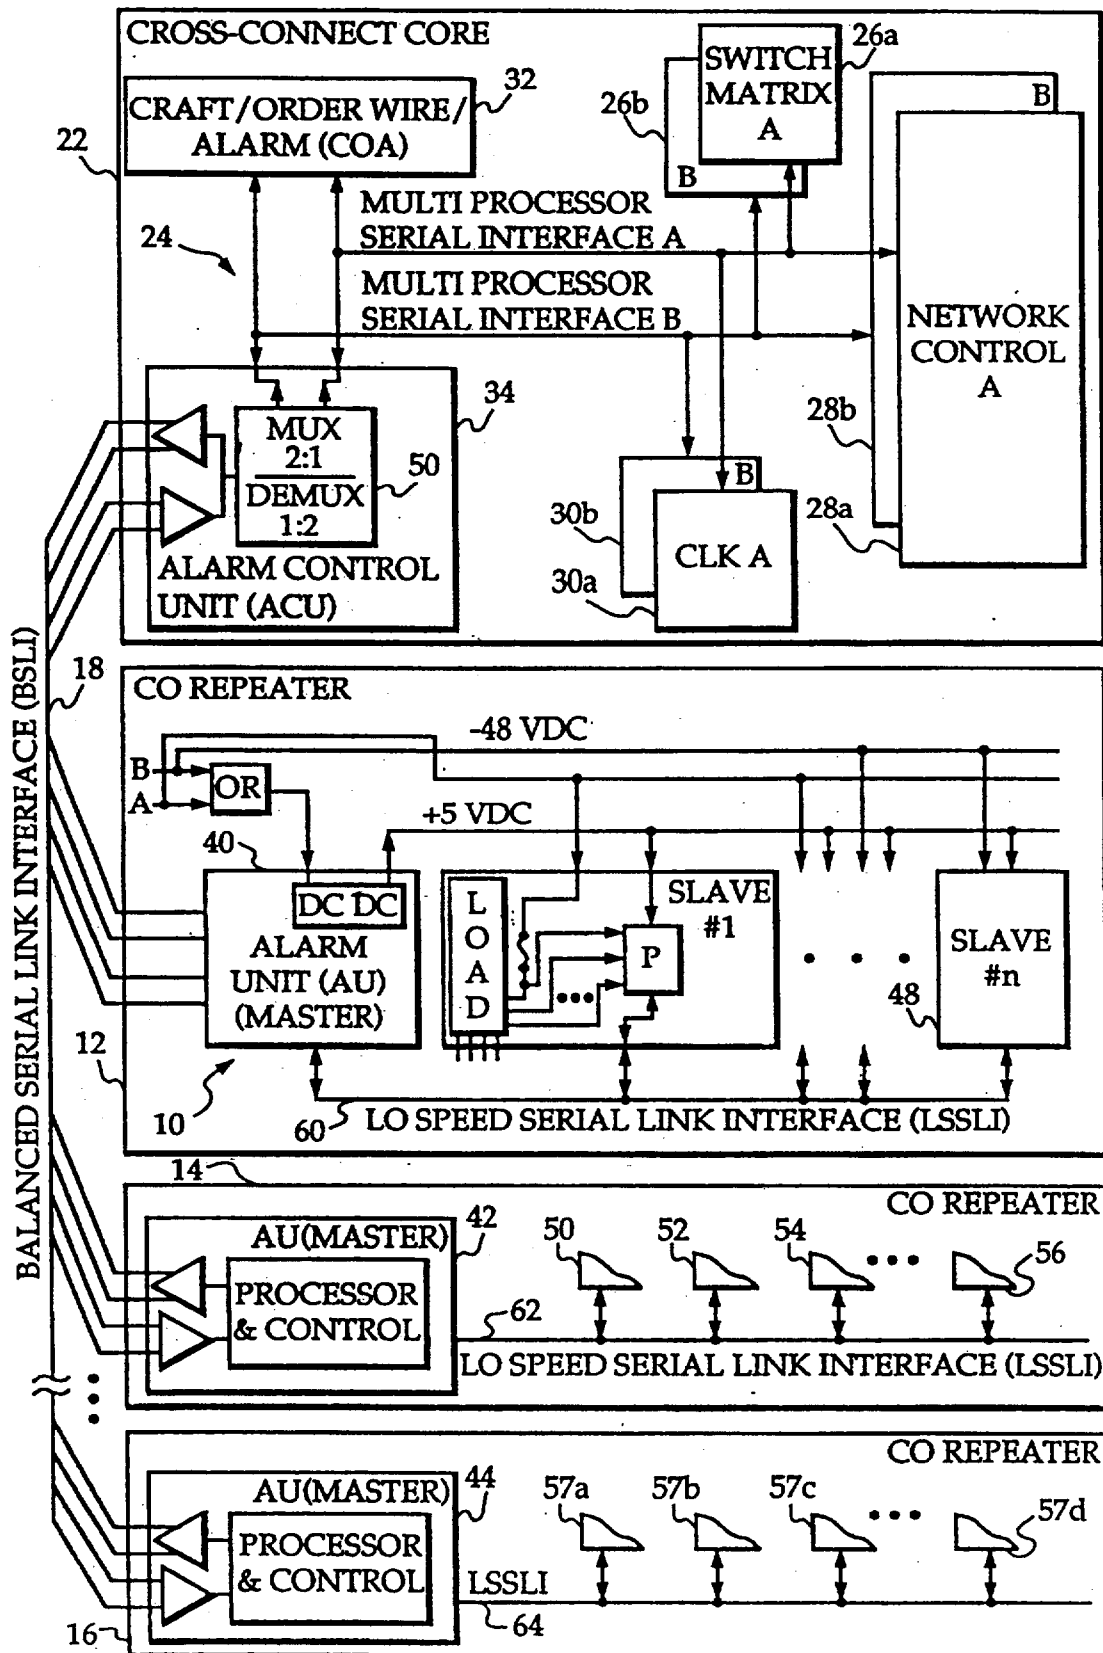 CROSS-CONNECT CORE
22
CRAFT/ORDER WIRE/
ALARM (COA)
32
24
MULTI PROCESSOR
SERIAL INTERFACE A
MULTI PROCESSOR
SERIAL INTERFACE B
SWITCH
MATRIX
A
26a
26b
B
B
NETWORK
CONTROL
A
28b
28a
34
MUX
2:1
DEMUX
1:2
50
ALARM CONTROL
UNIT (ACU)
B
CLK A
30b
30a
BALANCED SERIAL LINK INTERFACE (BSLI)
18
CO REPEATER
-48 VDC
B
A
OR
+5 VDC
40
DC DC
ALARM
UNIT (AU)
(MASTER)
L
O
A
D
P
SLAVE
#1
SLAVE
#n
48
12
10
60
LO SPEED SERIAL LINK INTERFACE (LSSLI)
14
CO REPEATER
AU(MASTER)
42
PROCESSOR
& CONTROL
50
52
54
56
62
LO SPEED SERIAL LINK INTERFACE (LSSLI)
CO REPEATER
AU(MASTER)
44
PROCESSOR
& CONTROL
57a
57b
57c
57d
LSSLI
64
16